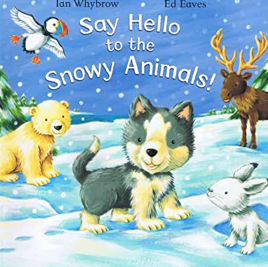 Ian Whybrow Ed Eaves
Say Hello
to the
Snowy Animals!